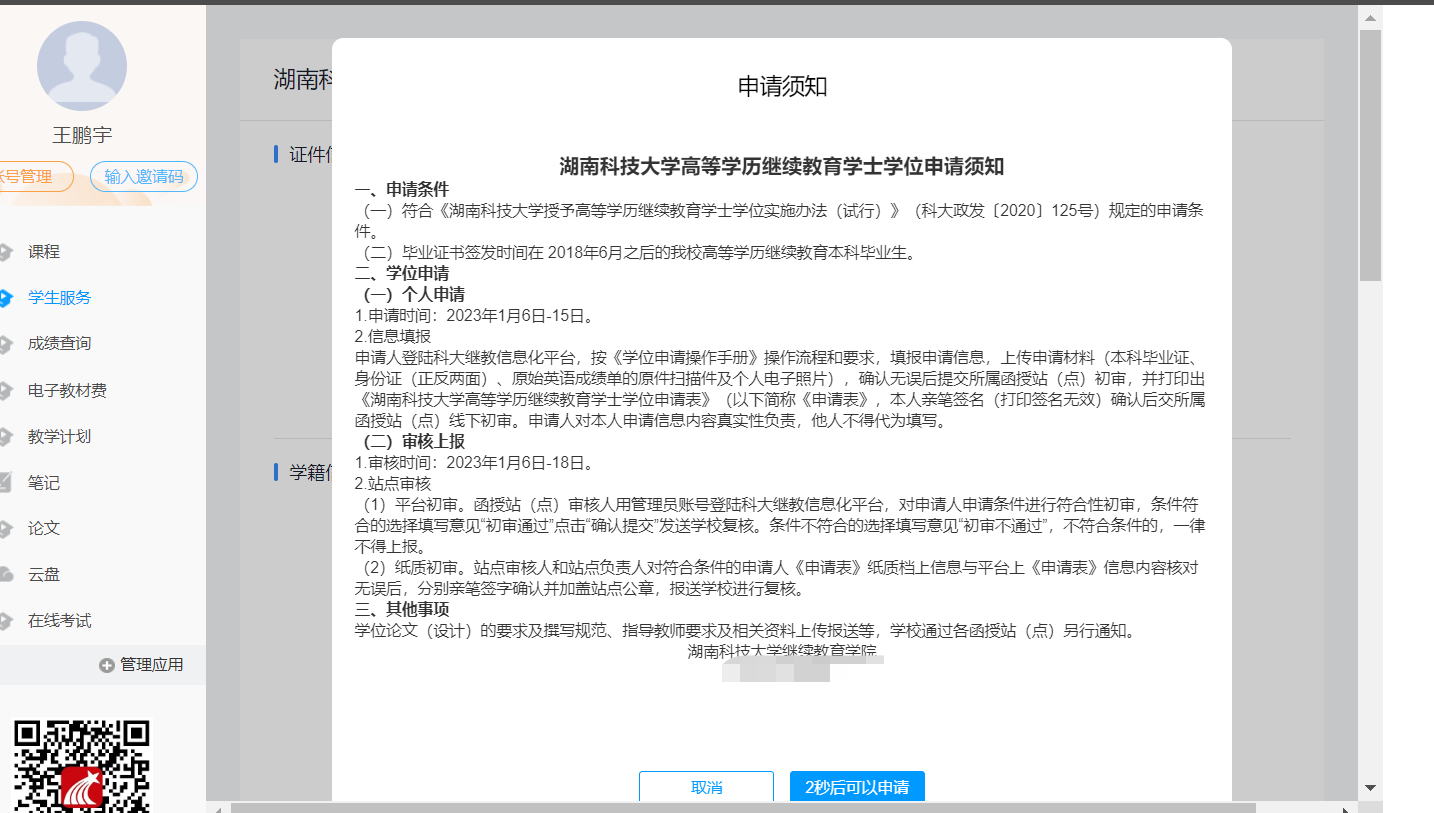 王鹏宇
账号管理
输入邀请码
课程
学生服务
成绩查询
电子教材费
教学计划
笔记
论文
云盘
在线考试
管理应用
湖南科
证件信
学籍信
申请须知
湖南科技大学高等学历继续教育学士学位申请须知
一、申请条件
（一）符合《湖南科技大学授予高等学历继续教育学士学位实施办法（试行）》（科大政发〔2020〕125号）规定的申请条
件。
（二）毕业证书签发时间在 2018年6月之后的我校高等学历继续教育本科毕业生。
二、学位申请
（一）个人申请
1.申请时间：2023年1月6日-15日。
2.信息填报
申请人登陆科大继教信息化平台，按《学位申请操作手册》操作流程和要求，填报申请信息，上传申请材料（本科毕业证、
身份证（正反两面）、原始英语成绩单的原件扫描件及个人电子照片），确认无误后提交所属函授站（点）初审，并打印出
《湖南科技大学高等学历继续教育学士学位申请表》（以下简称《申请表》，本人亲笔签名（打印签名无效）确认后交所属
函授站（点）线下初审。申请人对本人申请信息内容真实性负责，他人不得代为填写。
（二）审核上报
1.审核时间：2023年1月6日-18日。
2.站点审核
（1）平台初审。函授站（点）审核人用管理员账号登陆科大继教信息化平台，对申请人申请条件进行符合性初审，条件符
合的选择填写意见“初审通过”点击“确认提交”发送学校复核。条件不符合的选择填写意见“初审不通过”，不符合条件的，一律
不得上报。
（2）纸质初审。站点审核人和站点负责人对符合条件的申请人《申请表》纸质档上信息与平台上《申请表》信息内容核对
无误后，分别亲笔签字确认并加盖站点公章，报送学校进行复核。
三、其他事项
学位论文（设计）的要求及撰写规范、指导教师要求及相关资料上传报送等，学校通过各函授站（点）另行通知。
湖南科技大学继续教育学院
取消
2秒后可以申请